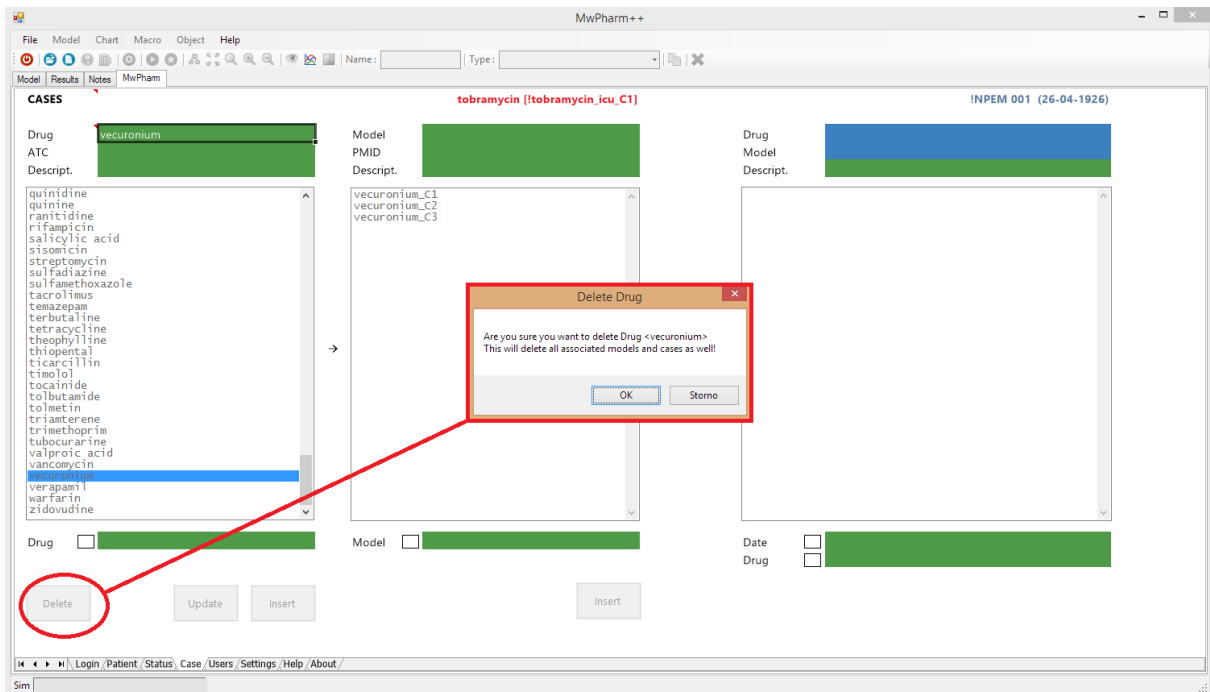 MwPharm++
File Model Chart Macro Object Help
Name: Type:
Model Results Notes MwPharm
CASES tobramycin [!tobramycin_icu_C1] !NPEM 001 (26-04-1926)
Drug vecuronium Model Drug
ATC PMID Model
Descript. Descript. Descript.
quinidine
quinine
ranitidine
rifampicin
salicylic acid
sisomicin
streptomycin
sulfadiazine
sulfamethoxazole
tacrolimus
temazepam
terbutaline
tetracycline
theophylline
thiopental
ticarcillin
timolol
tocainide
tolbutamide
tolmetin
triamterene
trimethoprim
tubocurarine
valproic acid
vancomycin
vecuronium
verapamil
warfarin
zidovudine
→
vecuronium_C1
vecuronium_C2
vecuronium_C3
Delete Drug
Are you sure you want to delete Drug <vecuronium>
This will delete all associated models and cases as well!
OK Storno
Drug Model Date
Drug
Delete Update Insert Insert
Login Patient Status Case Users Settings Help About
Sim